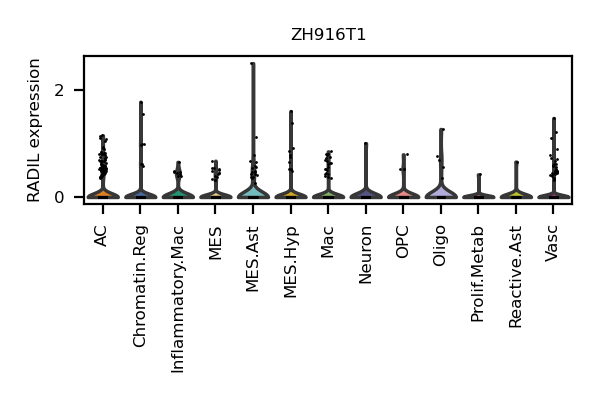 ZH916T1
RADIL expression
2
0
AC
Chromatin.Reg
Inflammatory.Mac
MES
MES.Ast
MES.Hyp
Mac
Neuron
OPC
Oligo
Prolif.Metab
Reactive.Ast
Vasc